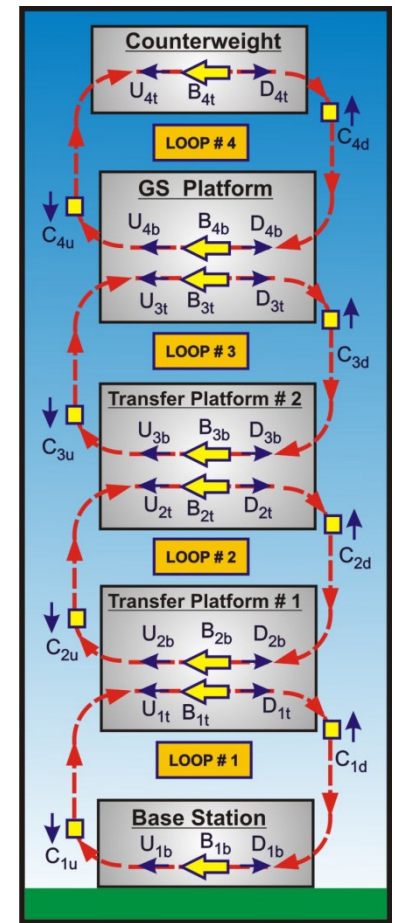 Counterweight
U4t B4t D4t
C4d
LOOP # 4
GS Platform
C4u
U4b B4b D4b
U3t B3t D3t
C3d
LOOP # 3
Transfer Platform # 2
C3u
U3b B3b D3b
U2t B2t D2t
C2d
LOOP # 2
Transfer Platform # 1
C2u
U2b B2b D2b
U1t B1t D1t
C1d
LOOP # 1
Base Station
C1u
U1b B1b D1b